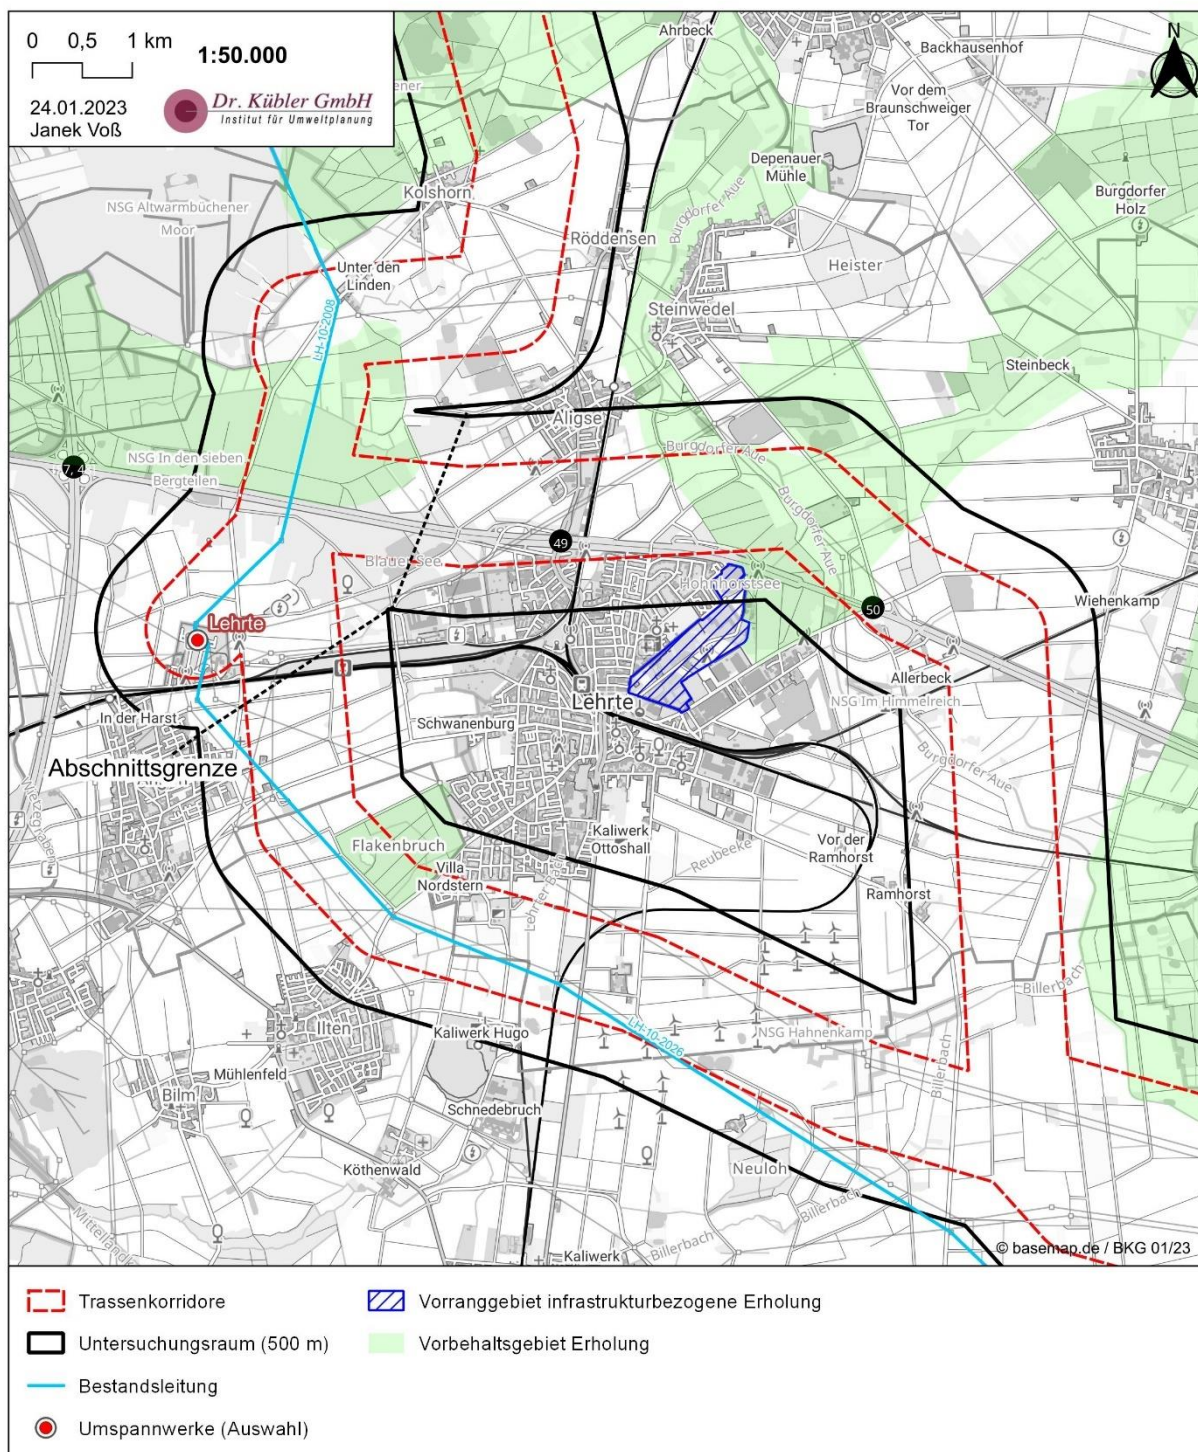 0 0,5 1 km
1:50.000
24.01.2023
Janek Voß
Dr. Kübler GmbH
Institut für Umweltplanung
N
Ahrbeck
Backhausenhof
Vor dem
Braunschweiger
Tor
Depenauer
Mühle
Burgdorfer
Holz
Kolshorn
NSG Altwarmbüchener
Moor
Burgdorfer Aue
Röddensen
Unter den
Linden
Heister
LH-10-2008
Steinwedel
Steinbeck
Aligse
NSG In den sieben
Bergteilen
7, 4
Burgdorfer Aue
Burgdorfer Aue
49
Blauer See
Hohnhorstsee
50
Wiehenkamp
Lehrte
Allerbeck
NSG Im Himmelreich
In der Harst
Schwanenburg
Lehrte
Abschnittsgrenze
Burgdorfer Aue
Flakenbruch
Kaliwerk
Ottoshall
Reubeeke
Vor der
Ramhorst
Villa
Nordstern
Ramhorst
Lehrter Bach
Billerbach
Ilten
Kaliwerk Hugo
LH-10-2026
NSG Hahnenkamp
Billerbach
Mühlenfeld
Bilm
Schnedebruch
Köthenwald
Neuloh
Billerbach
Kaliwerk
Billerbach
© basemap.de / BKG 01/23
Trassenkorridore
Vorranggebiet infrastrukturbezogene Erholung
Untersuchungsraum (500 m)
Vorbehaltsgebiet Erholung
Bestandsleitung
Umspannwerke (Auswahl)